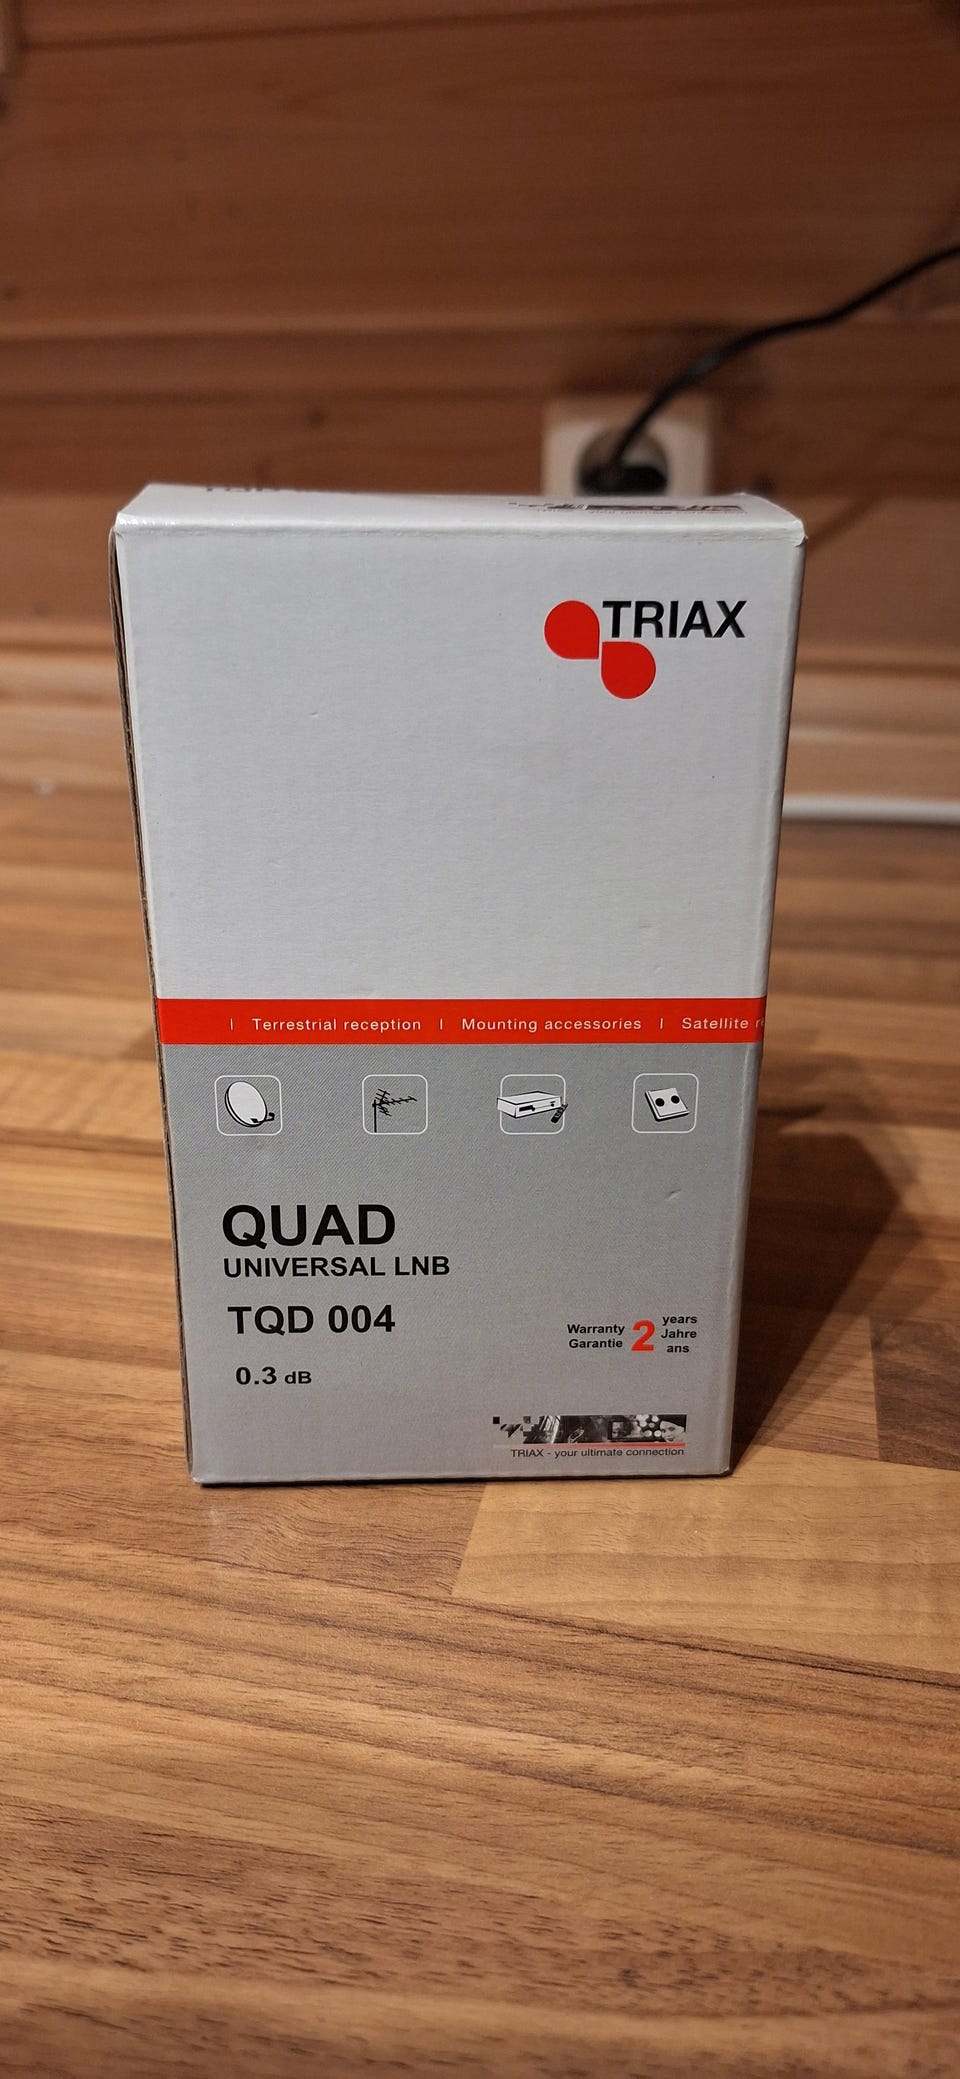 TRIAX
| Terrestrial reception | Mounting accessories | Satellite
QUAD
UNIVERSAL LNB
TQD 004
0.3 dB
Warranty
Garantie
2
years
Jahre
ans
TRIAX - your ultimate connection